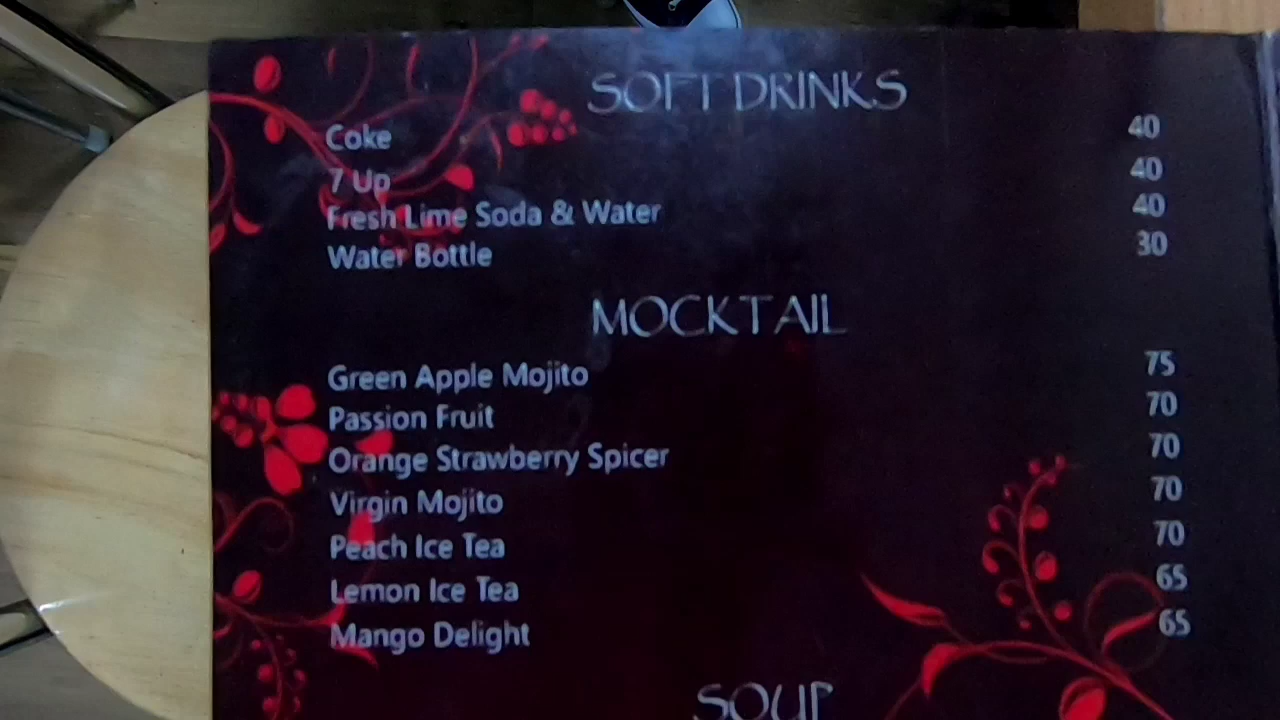 SOFT DRINKS
Coke 40
7 Up 40
Fresh Lime Soda & Water 40
Water Bottle 30
MOCKTAIL
Green Apple Mojito 75
Passion Fruit 70
Orange Strawberry Spicer 70
Virgin Mojito 70
Peach Ice Tea 70
Lemon Ice Tea 65
Mango Delight 65
SOUP